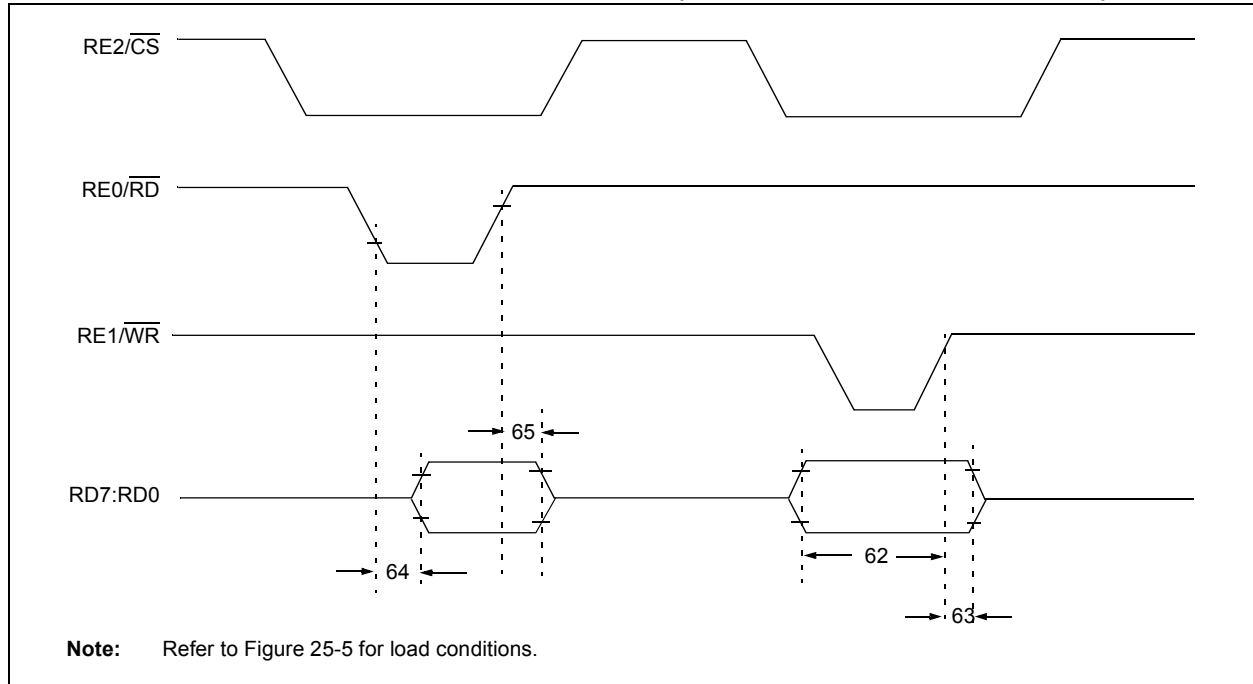 RE2/CS
RE0/RD
RE1/WR
65
RD7:RD0
62
64
63
Note: Refer to Figure 25-5 for load conditions.